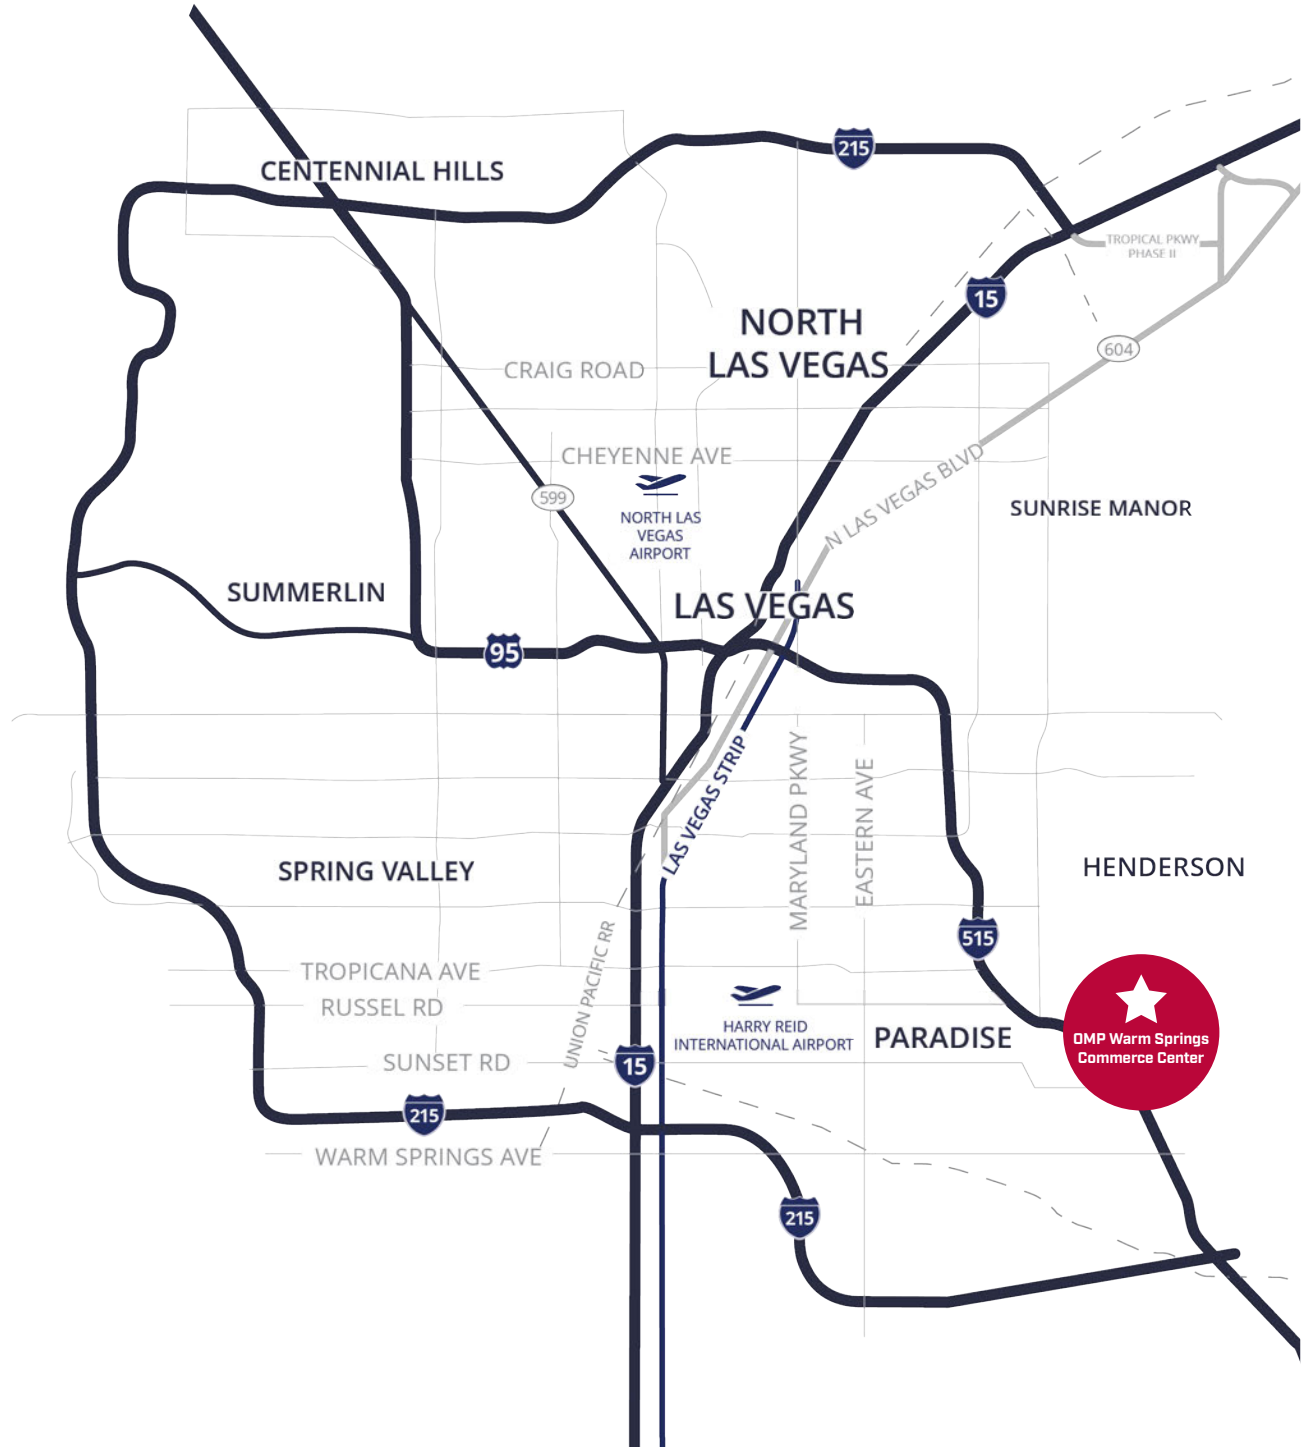 215
CENTENNIAL HILLS
TROPICAL PKWY
PHASE II
15
NORTH
LAS VEGAS
604
CRAIG ROAD
CHEYENNE AVE
N LAS VEGAS BLVD
599
SUNRISE MANOR
NORTH LAS
VEGAS
AIRPORT
SUMMERLIN
LAS VEGAS
95
LAS VEGAS STRIP
MARYLAND PKWY
EASTERN AVE
SPRING VALLEY
HENDERSON
515
UNION PACIFIC RR
TROPICANA AVE
RUSSEL RD
HARRY REID
INTERNATIONAL AIRPORT
PARADISE
OMP Warm Springs
Commerce Center
SUNSET RD
15
215
WARM SPRINGS AVE
215